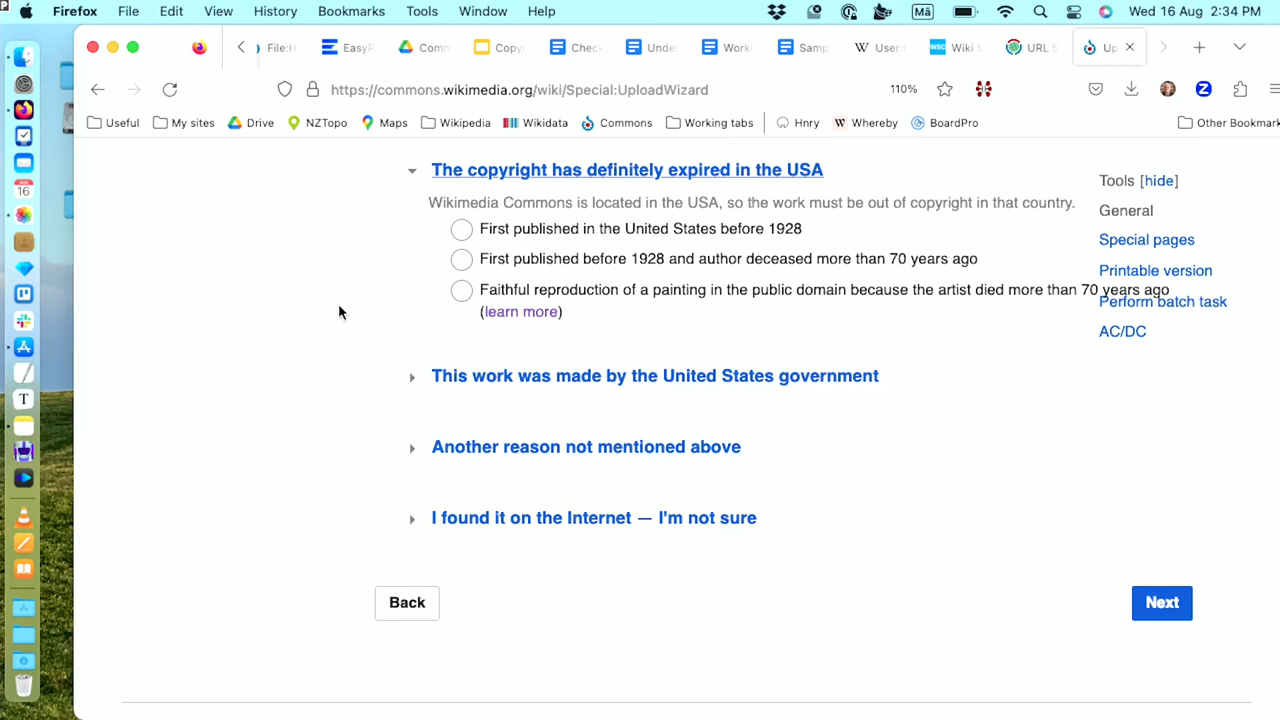 P
Firefox File Edit View History Bookmarks Tools Window Help Mā Wed 16 Aug 2:34 PM
File:H EasyR Comm Copy Check Unde Work Samp W User: WSC Wiki S URL S Up
https://commons.wikimedia.org/wiki/Special:UploadWizard 110% Z
Useful My sites Drive NZTopo Maps Wikipedia Wikidata Commons Working tabs Hnry W Whereby BoardPro Other Bookmark
16
T
The copyright has definitely expired in the USA
Wikimedia Commons is located in the USA, so the work must be out of copyright in that country.
First published in the United States before 1928
First published before 1928 and author deceased more than 70 years ago
Faithful reproduction of a painting in the public domain because the artist died more than 70 years ago
(learn more)
This work was made by the United States government
Another reason not mentioned above
I found it on the Internet — I'm not sure
Back
Next
Tools [hide]
General
Special pages
Printable version
Perform batch task
AC/DC